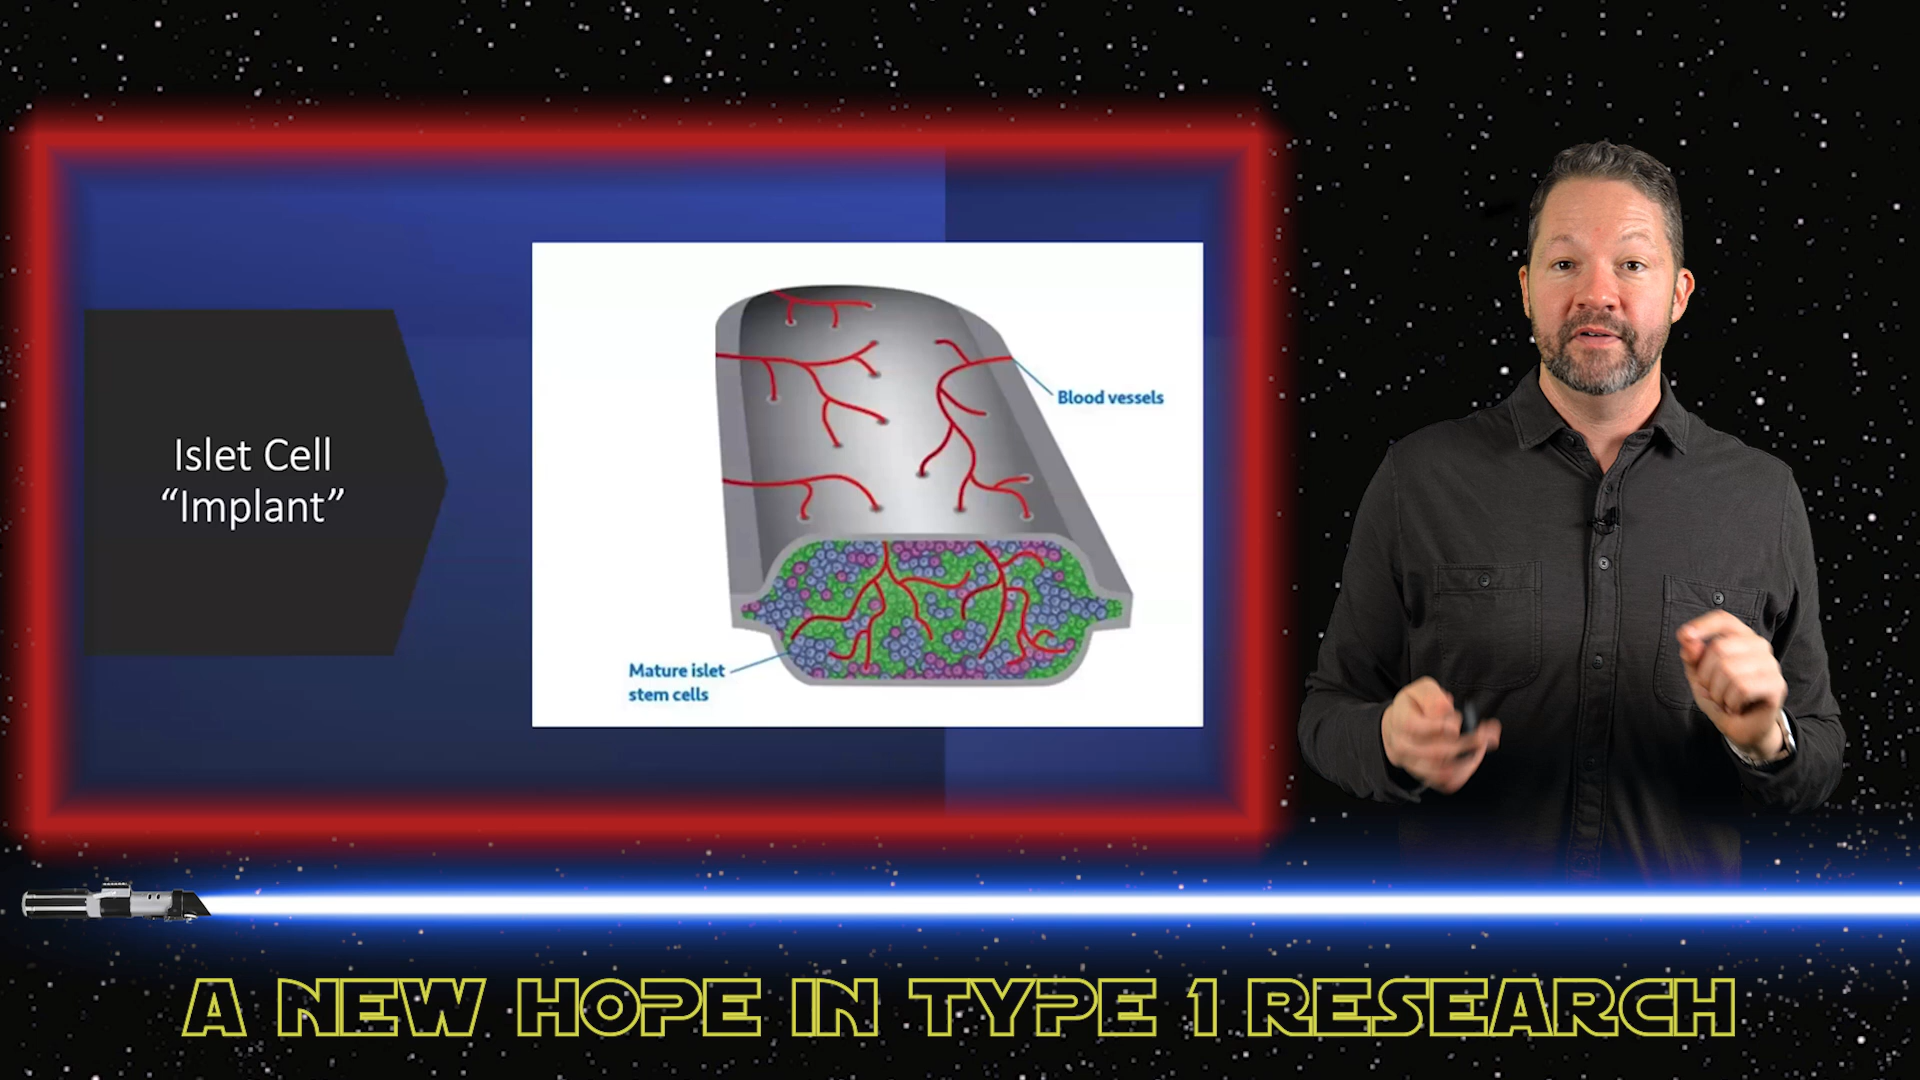 Islet Cell
“Implant”
Blood vessels
Mature islet
stem cells
A NEW HOPE IN TYPE 1 RESEARCH